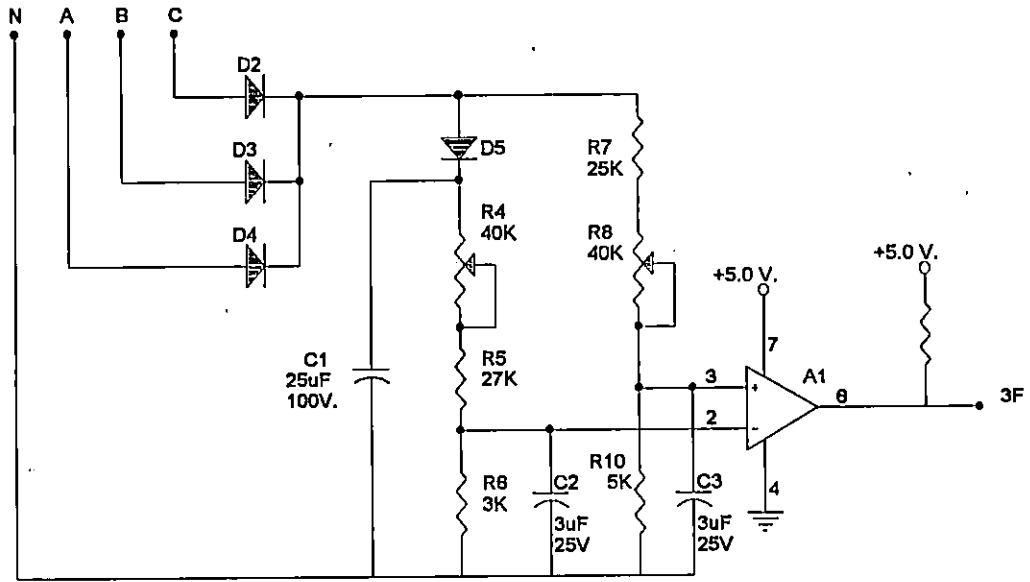 N A B C
D2
D3
D4
D5
R4
40K
R7
25K
R8
40K
+5.0 V.
+5.0 V.
7
C1
25uF
100V.
R5
27K
3
A1
6
3F
2
R6
3K
C2
3uF
25V
R10
5K
C3
3uF
25V
4